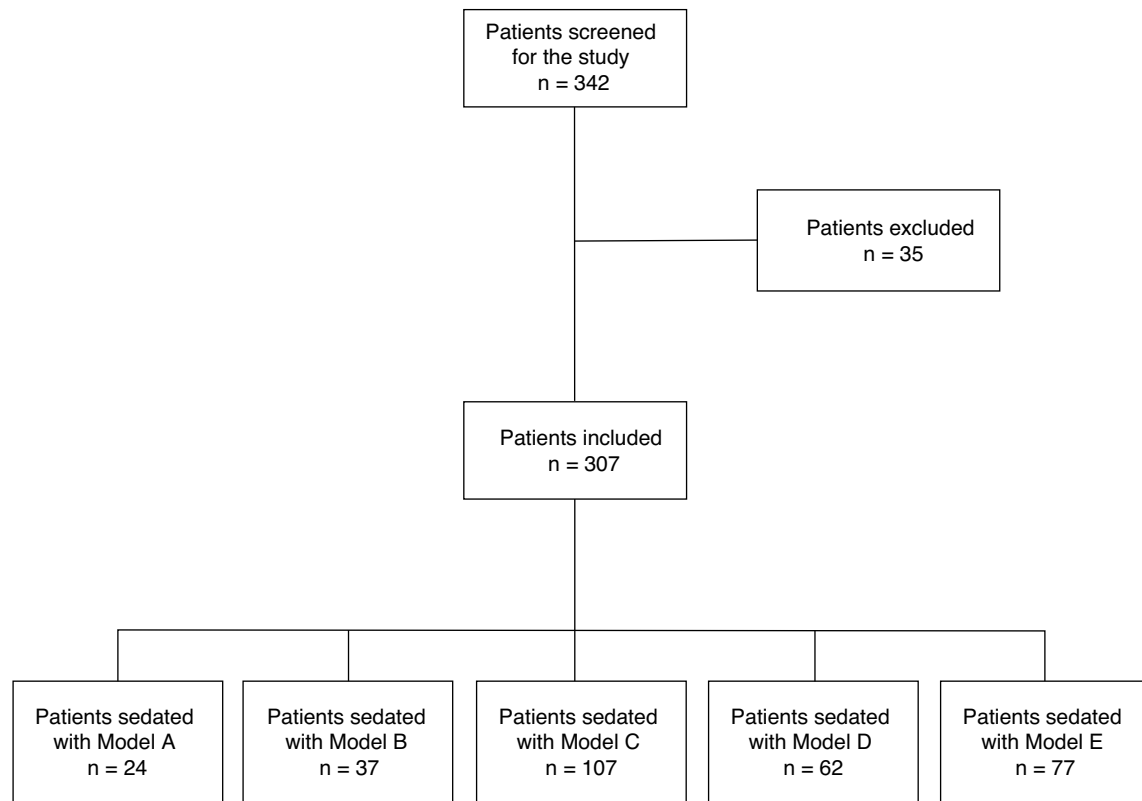 Patients screened
for the study
n = 342
Patients excluded
n = 35
Patients included
n = 307
Patients sedated
with Model A
n = 24
Patients sedated
with Model B
n = 37
Patients sedated
with Model C
n = 107
Patients sedated
with Model D
n = 62
Patients sedated
with Model E
n = 77